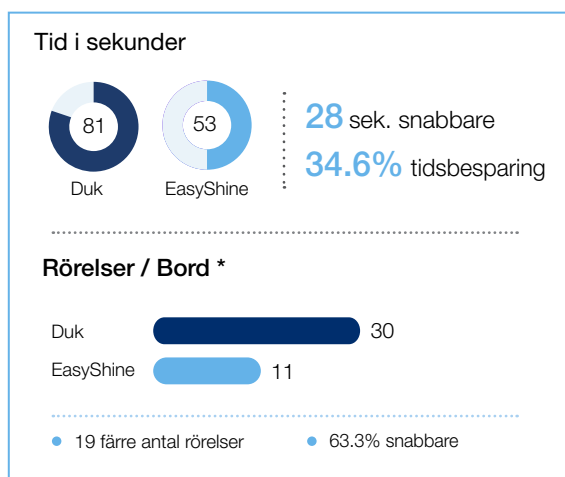 Tid i sekunder
81
53
Duk
EasyShine
28 sek. snabbare
34.6% tidsbesparing
Rörelser / Bord *
Duk
30
EasyShine
11
19 färre antal rörelser
63.3% snabbare